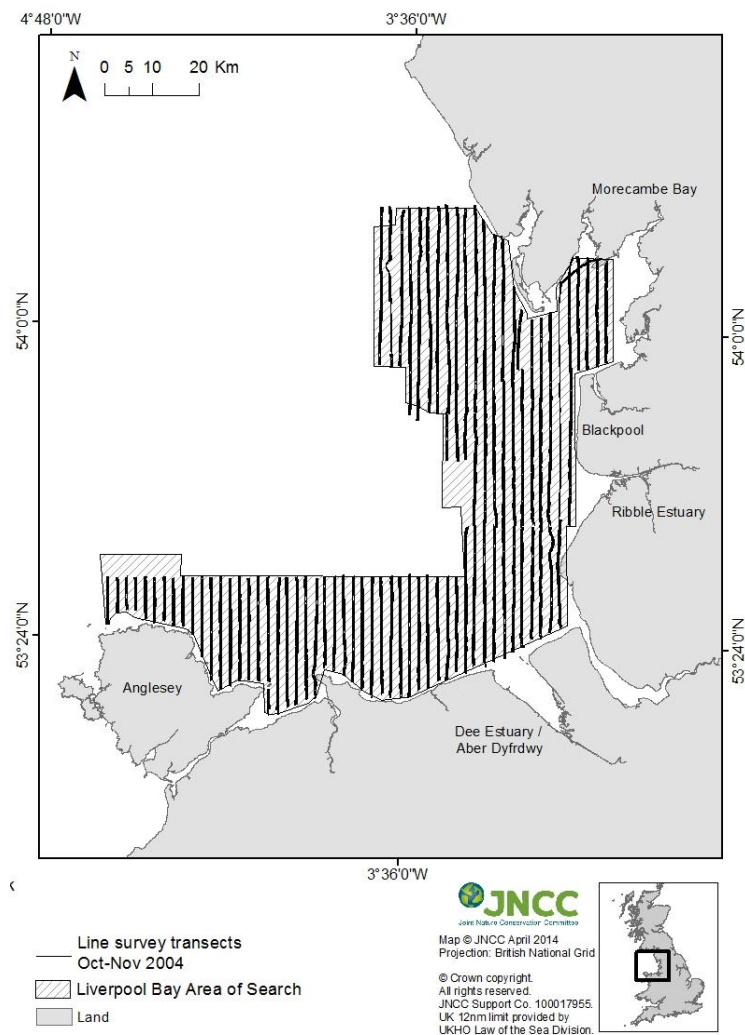 4°48'0"W
3°36'0"W
N
0 5 10 20 Km
Morecambe Bay
54°0'0"N
54°0'0"N
Blackpool
Ribble Estuary
53°24'0"N
53°24'0"N
Anglesey
Dee Estuary /
Aber Dyfrdwy
3°36'0"W
JNCC
Joint Nature Conservation Committee
Line survey transects
Oct-Nov 2004
Liverpool Bay Area of Search
Land
Map © JNCC April 2014
Projection: British National Grid
© Crown copyright.
All rights reserved.
JNCC Support Co. 100017955.
UK 12nm limit provided by
UKHO Law of the Sea Division.